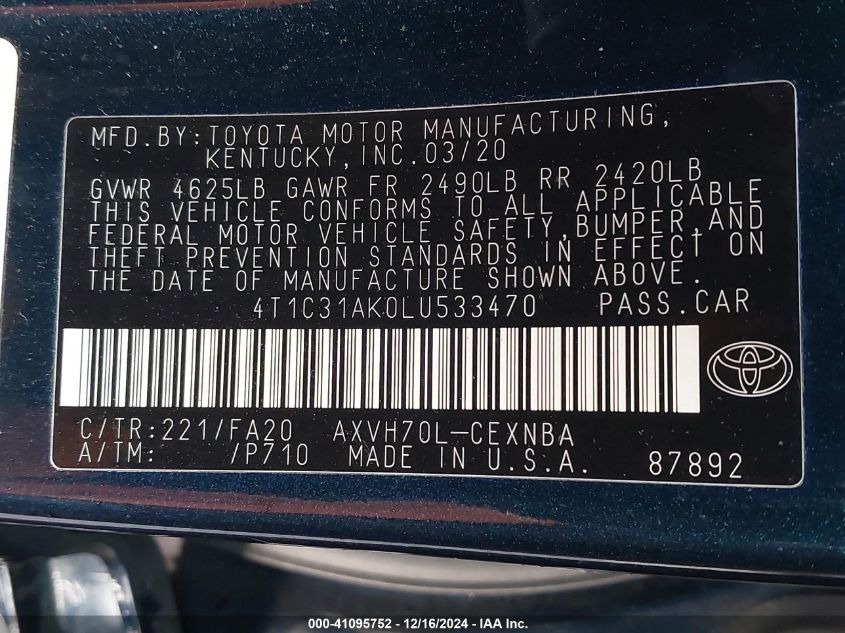 MFD.BY:TOYOTA MOTOR MANUFACTURING,
KENTUCKY,INC.03/20
GVWR 4625LB GAWR FR 2490LB RR 2420LB
THIS VEHICLE CONFORMS TO ALL APPLICABLE
FEDERAL MOTOR VEHICLE SAFETY,BUMPER,AND
THEFT PREVENTION STANDARDS IN EFFECT ON
THE DATE OF MANUFACTURE SHOWN ABOVE.
4T1C31AK0LU533470 PASS.CAR
C/TR:221/FA20 AXVH70L-CEXNBA
A/TM: /P710 MADE IN U.S.A. 87892
000-41095752 - 12/16/2024 - IAA Inc.